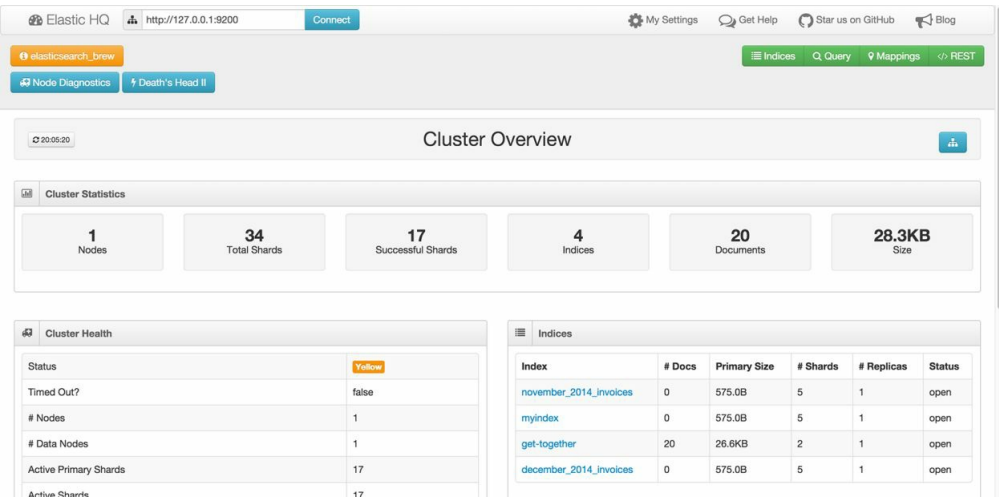 Elastic HQ http://127.0.0.1:9200 Connect My Settings Get Help Star us on GitHub Blog
elasticsearch_brew Indices Query Mappings </> REST
Node Diagnostics Death's Head II
20:05:20 Cluster Overview
Cluster Statistics
1 34 17 4 20 28.3KB
Nodes Total Shards Successful Shards Indices Documents Size
Cluster Health
Status Yellow
Timed Out? false
# Nodes 1
# Data Nodes 1
Active Primary Shards 17
Active Shards 17
Indices
Index # Docs Primary Size # Shards # Replicas Status
november_2014_invoices 0 575.0B 5 1 open
myindex 0 575.0B 5 1 open
get-together 20 26.6KB 2 1 open
december_2014_invoices 0 575.0B 5 1 open